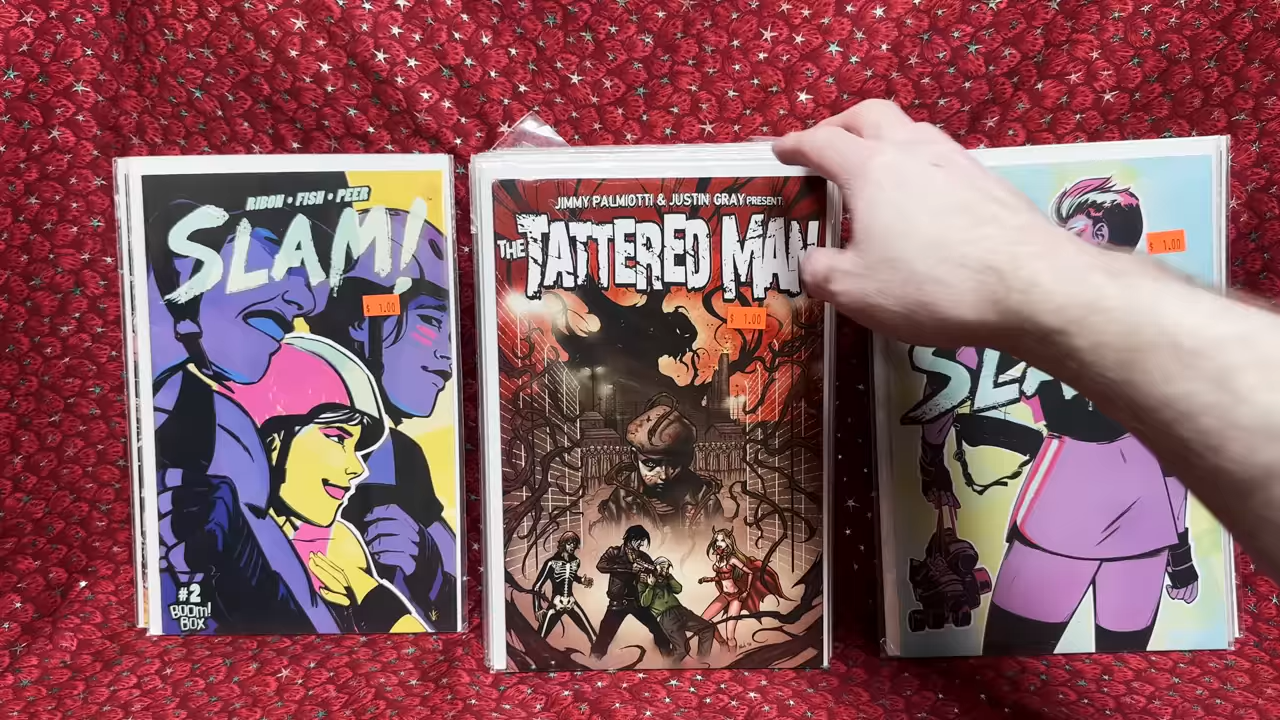 RIBON • FISH • PEER
SLAM!
$ 1.00
#2
BOOM!
BOX
JIMMY PALMIOTTI & JUSTIN GRAY PRESENT:
THE TATTERED MAN
$ 1.00
$ 1.00